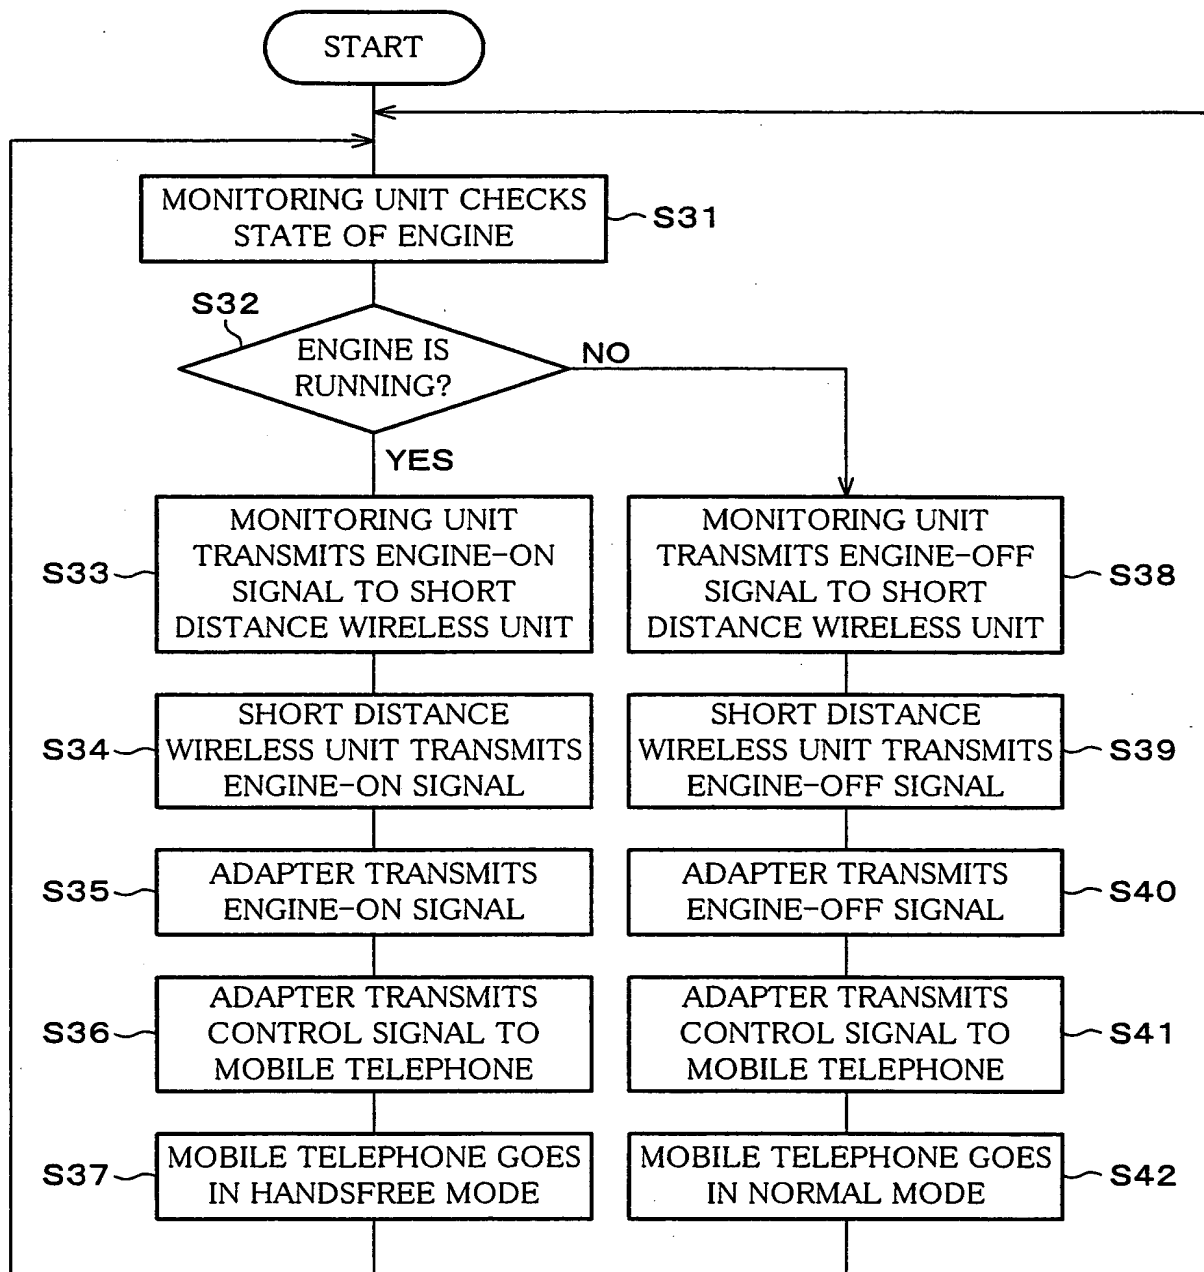 START
MONITORING UNIT CHECKS
STATE OF ENGINE
S31
S32
ENGINE IS
RUNNING?
NO
YES
S33
MONITORING UNIT
TRANSMITS ENGINE-ON
SIGNAL TO SHORT
DISTANCE WIRELESS UNIT
MONITORING UNIT
TRANSMITS ENGINE-OFF
SIGNAL TO SHORT
DISTANCE WIRELESS UNIT
S38
S34
SHORT DISTANCE
WIRELESS UNIT TRANSMITS
ENGINE-ON SIGNAL
SHORT DISTANCE
WIRELESS UNIT TRANSMITS
ENGINE-OFF SIGNAL
S39
S35
ADAPTER TRANSMITS
ENGINE-ON SIGNAL
ADAPTER TRANSMITS
ENGINE-OFF SIGNAL
S40
S36
ADAPTER TRANSMITS
CONTROL SIGNAL TO
MOBILE TELEPHONE
ADAPTER TRANSMITS
CONTROL SIGNAL TO
MOBILE TELEPHONE
S41
S37
MOBILE TELEPHONE GOES
IN HANDSFREE MODE
MOBILE TELEPHONE GOES
IN NORMAL MODE
S42